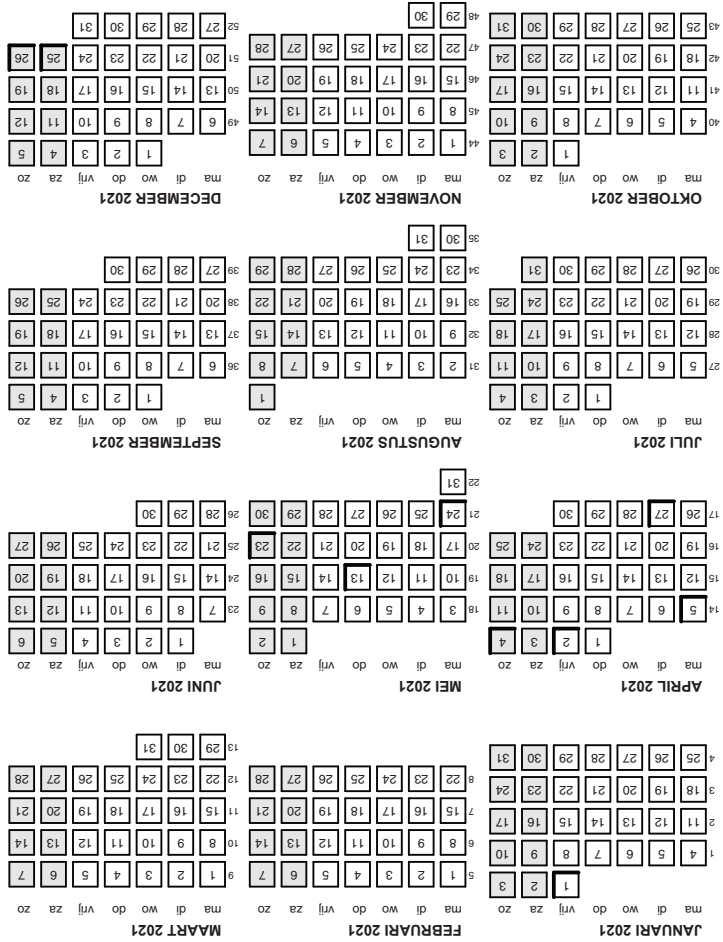 JANUARI 2021
ma di wo do vrij za zo
1 2 3
1 4 5 6 7 8 9 10
2 11 12 13 14 15 16 17
3 18 19 20 21 22 23 24
4 25 26 27 28 29 30 31
FEBRUARI 2021
ma di wo do vrij za zo
5 1 2 3 4 5 6 7
6 8 9 10 11 12 13 14
7 15 16 17 18 19 20 21
8 22 23 24 25 26 27 28
MAART 2021
ma di wo do vrij za zo
9 1 2 3 4 5 6 7
10 8 9 10 11 12 13 14
11 15 16 17 18 19 20 21
12 22 23 24 25 26 27 28
13 29 30 31
APRIL 2021
ma di wo do vrij za zo
1 2 3 4
14 5 6 7 8 9 10 11
15 12 13 14 15 16 17 18
16 19 20 21 22 23 24 25
17 26 27 28 29 30
MEI 2021
ma di wo do vrij za zo
1 2
18 3 4 5 6 7 8 9
19 10 11 12 13 14 15 16
20 17 18 19 20 21 22 23
21 24 25 26 27 28 29 30
22 31
JUNI 2021
ma di wo do vrij za zo
1 2 3 4 5 6
23 7 8 9 10 11 12 13
24 14 15 16 17 18 19 20
25 21 22 23 24 25 26 27
26 28 29 30
JULI 2021
ma di wo do vrij za zo
1 2 3 4
27 5 6 7 8 9 10 11
28 12 13 14 15 16 17 18
29 19 20 21 22 23 24 25
30 26 27 28 29 30 31
AUGUSTUS 2021
ma di wo do vrij za zo
1
31 2 3 4 5 6 7 8
32 9 10 11 12 13 14 15
33 16 17 18 19 20 21 22
34 23 24 25 26 27 28 29
35 30 31
SEPTEMBER 2021
ma di wo do vrij za zo
1 2 3 4 5
36 6 7 8 9 10 11 12
37 13 14 15 16 17 18 19
38 20 21 22 23 24 25 26
39 27 28 29 30
OKTOBER 2021
ma di wo do vrij za zo
1 2 3
40 4 5 6 7 8 9 10
41 11 12 13 14 15 16 17
42 18 19 20 21 22 23 24
43 25 26 27 28 29 30 31
NOVEMBER 2021
ma di wo do vrij za zo
44 1 2 3 4 5 6 7
45 8 9 10 11 12 13 14
46 15 16 17 18 19 20 21
47 22 23 24 25 26 27 28
48 29 30
DECEMBER 2021
ma di wo do vrij za zo
1 2 3 4 5
49 6 7 8 9 10 11 12
50 13 14 15 16 17 18 19
51 20 21 22 23 24 25 26
52 27 28 29 30 31